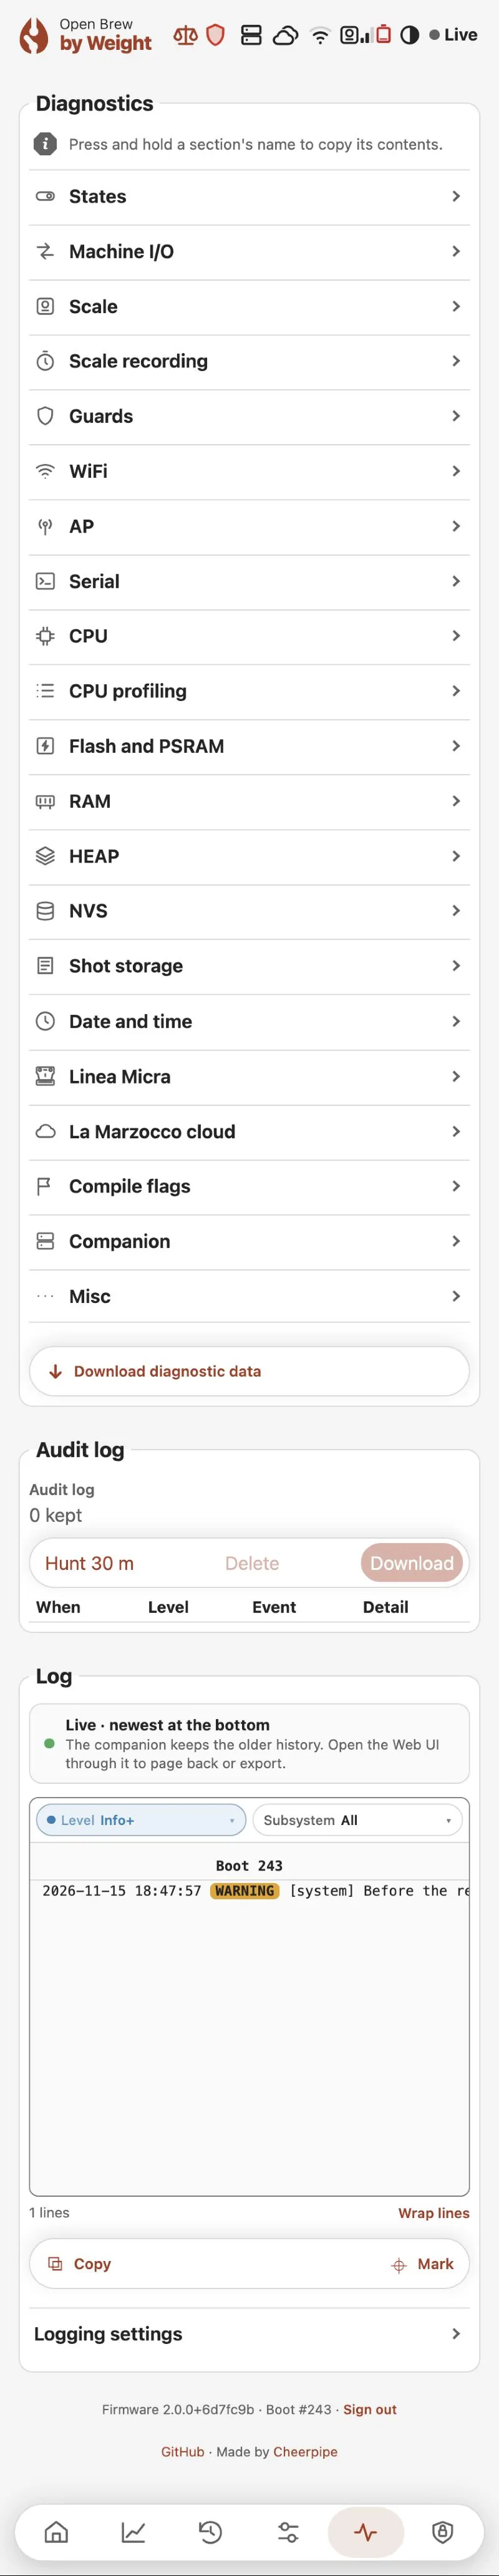 Open Brew
by Weight
Live
Diagnostics
Press and hold a section's name to copy its contents.
States
Machine I/O
Scale
Scale recording
Guards
WiFi
AP
Serial
CPU
CPU profiling
Flash and PSRAM
RAM
HEAP
NVS
Shot storage
Date and time
Linea Micra
La Marzocco cloud
Compile flags
Companion
Misc
Download diagnostic data
Audit log
Audit log
0 kept
Hunt 30 m Delete Download
When Level Event Detail
Log
Live · newest at the bottom
The companion keeps the older history. Open the Web UI
through it to page back or export.
Level Info+ Subsystem All
Boot 243
2026-11-15 18:47:57 WARNING [system] Before the re
1 lines Wrap lines
Copy Mark
Logging settings
Firmware 2.0.0+6d7fc9b · Boot #243 · Sign out
GitHub · Made by Cheerpipe